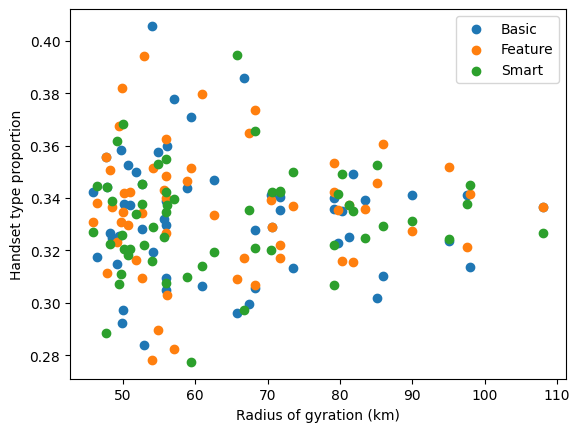 Basic
Feature
Smart
0.40
0.38
0.36
0.34
0.32
0.30
0.28
Handset type proportion
50 60 70 80 90 100 110
Radius of gyration (km)